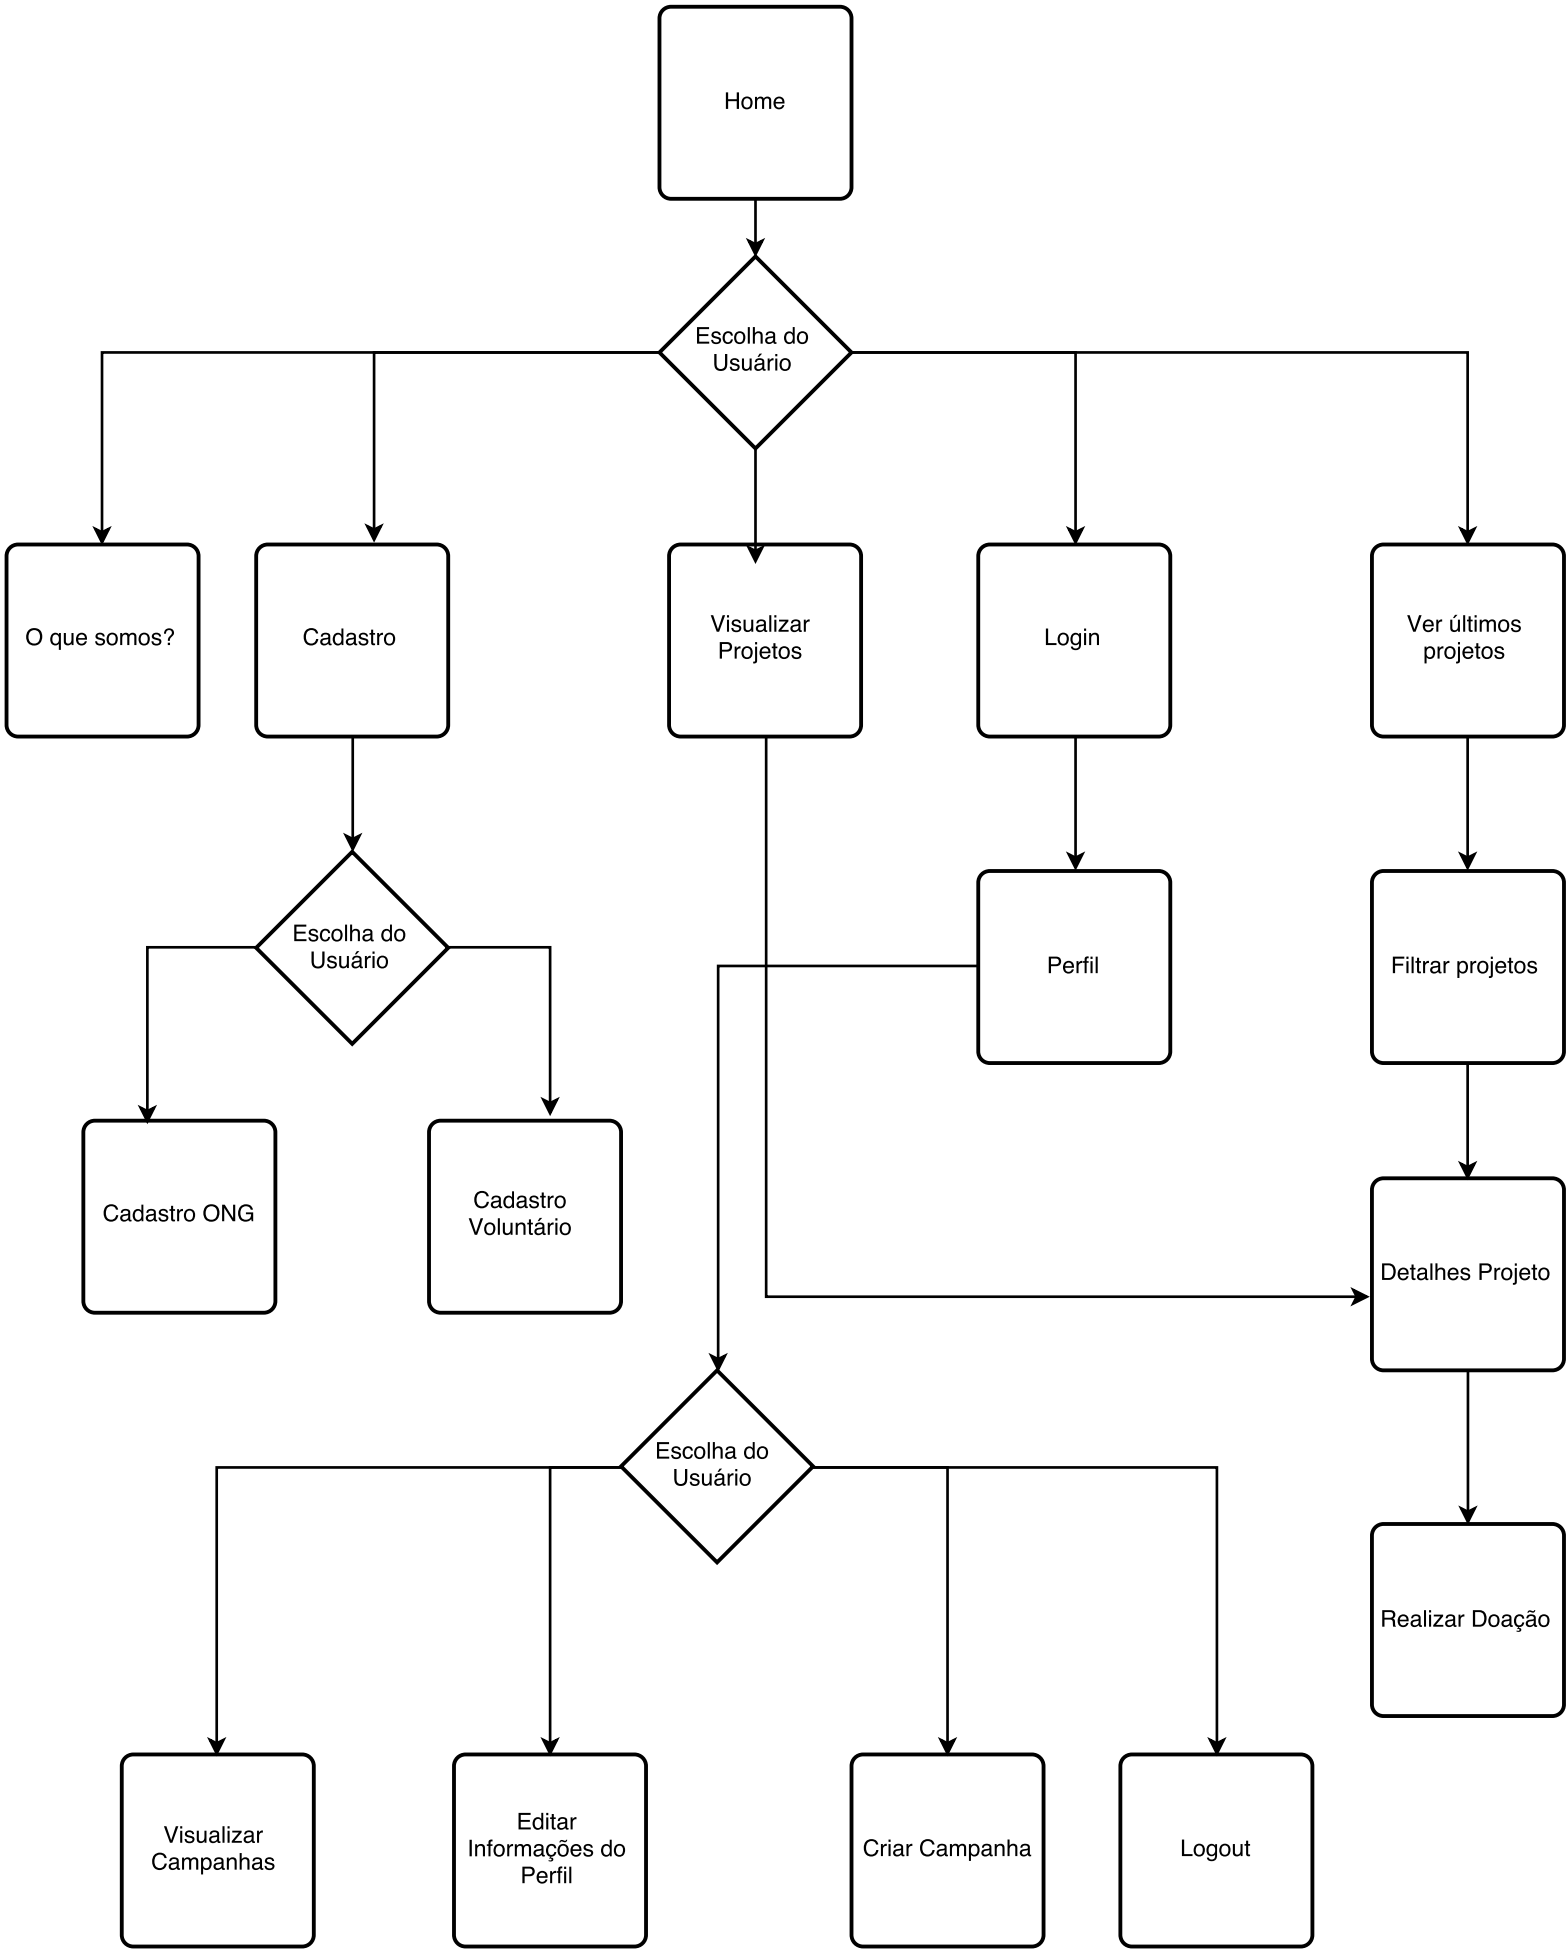 Home
Escolha do
Usuário
O que somos?
Cadastro
Visualizar
Projetos
Login
Ver últimos
projetos
Escolha do
Usuário
Perfil
Filtrar projetos
Cadastro ONG
Cadastro
Voluntário
Detalhes Projeto
Escolha do
Usuário
Realizar Doação
Visualizar
Campanhas
Editar
Informações do
Perfil
Criar Campanha
Logout